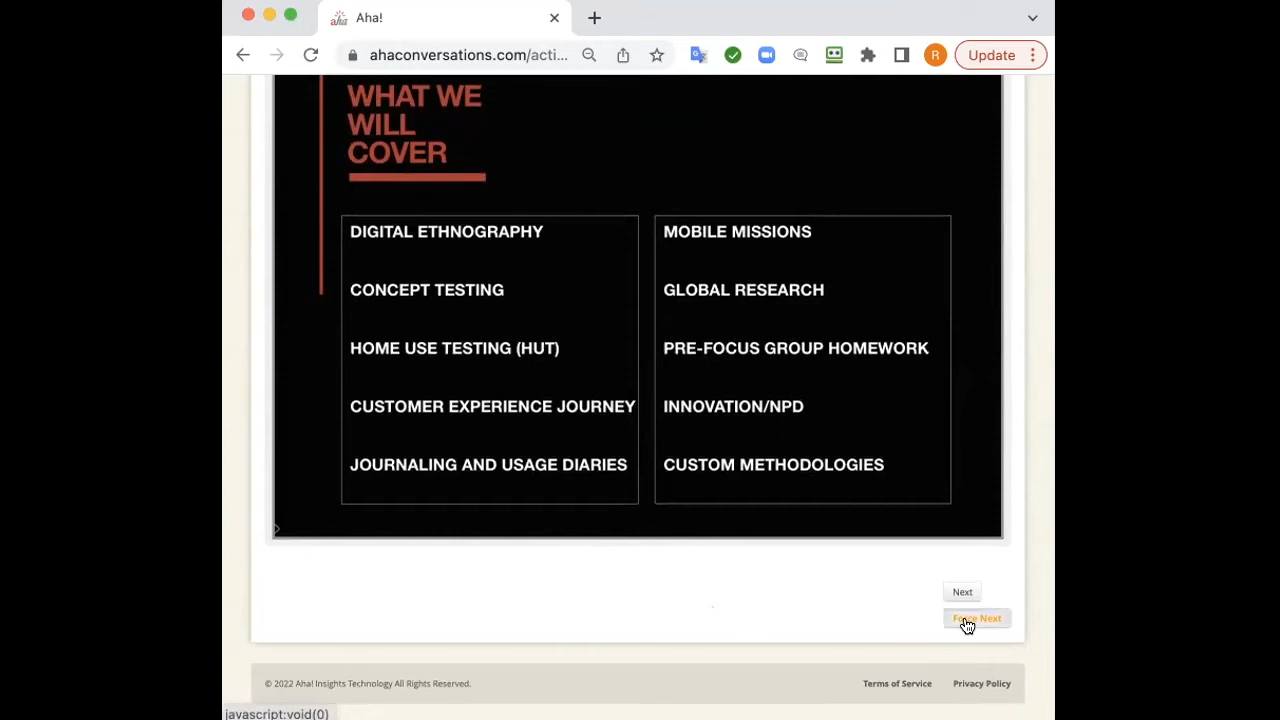 aha
Aha!
ahaconversations.com/acti...
R
Update
WHAT WE
WILL
COVER
DIGITAL ETHNOGRAPHY
CONCEPT TESTING
HOME USE TESTING (HUT)
CUSTOMER EXPERIENCE JOURNEY
JOURNALING AND USAGE DIARIES
MOBILE MISSIONS
GLOBAL RESEARCH
PRE-FOCUS GROUP HOMEWORK
INNOVATION/NPD
CUSTOM METHODOLOGIES
Next
Force Next
© 2022 Aha! Insights Technology All Rights Reserved.
Terms of Service
Privacy Policy
javascript:void(0)